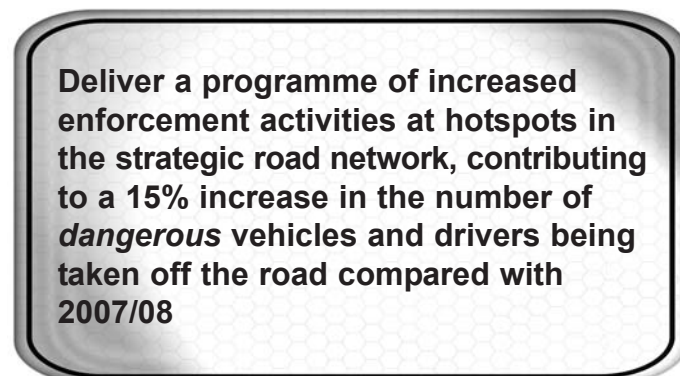 Deliver a programme of increased
enforcement activities at hotspots in
the strategic road network, contributing
to a 15% increase in the number of
dangerous vehicles and drivers being
taken off the road compared with
2007/08